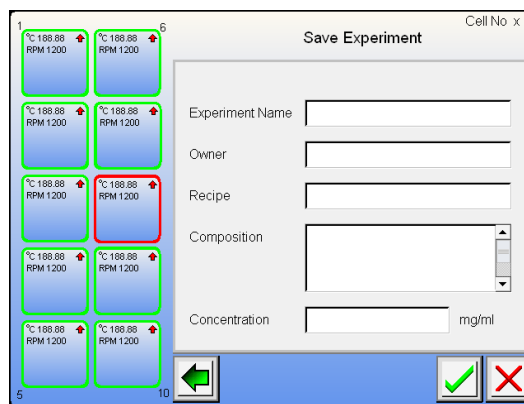 Cell No x
Save Experiment
1
6
°C 188.88
RPM 1200
°C 188.88
RPM 1200
°C 188.88
RPM 1200
°C 188.88
RPM 1200
°C 188.88
RPM 1200
°C 188.88
RPM 1200
°C 188.88
RPM 1200
°C 188.88
RPM 1200
°C 188.88
RPM 1200
°C 188.88
RPM 1200
5
10
Experiment Name
Owner
Recipe
Composition
Concentration
mg/ml